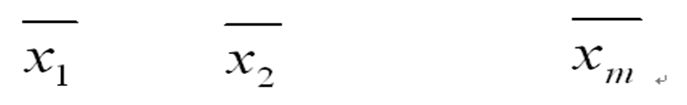 x̅₁ x̅₂ x̅ₘ ↵